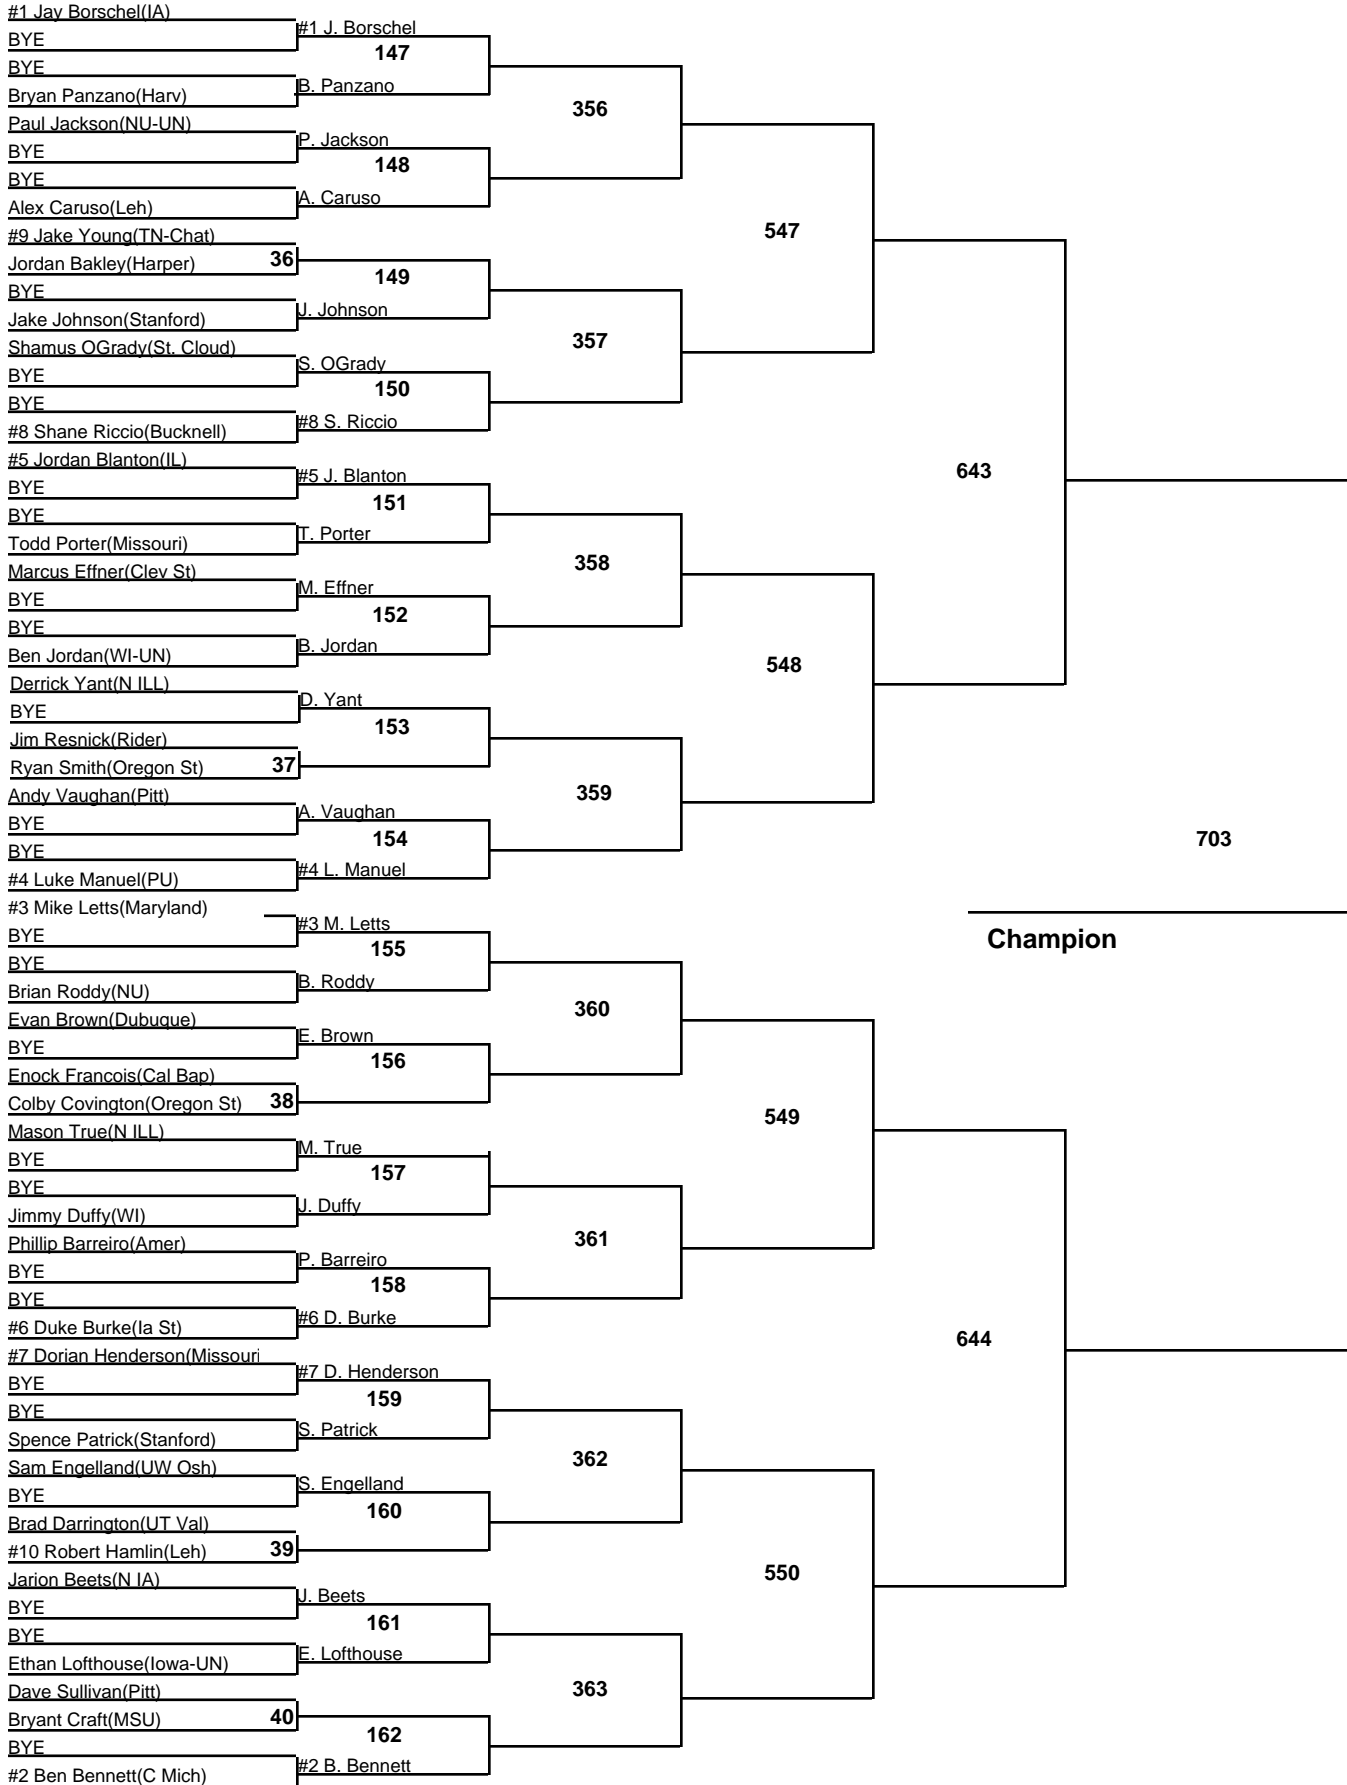 #1 Jay Borschel(IA)
BYE
#1 J. Borschel
147
BYE
Bryan Panzano(Harv)
B. Panzano
356
Paul Jackson(NU-UN)
BYE
P. Jackson
148
BYE
Alex Caruso(Leh)
A. Caruso
547
#9 Jake Young(TN-Chat)
Jordan Bakley(Harper)
36
149
BYE
Jake Johnson(Stanford)
J. Johnson
357
Shamus OGrady(St. Cloud)
BYE
S. OGrady
150
BYE
#8 Shane Riccio(Bucknell)
#8 S. Riccio
643
#5 Jordan Blanton(IL)
BYE
#5 J. Blanton
151
BYE
Todd Porter(Missouri)
T. Porter
358
Marcus Effner(Clev St)
BYE
M. Effner
152
BYE
Ben Jordan(WI-UN)
B. Jordan
548
Derrick Yant(N ILL)
BYE
D. Yant
153
Jim Resnick(Rider)
Ryan Smith(Oregon St)
37
359
Andy Vaughan(Pitt)
BYE
A. Vaughan
154
BYE
#4 Luke Manuel(PU)
#4 L. Manuel
703
Champion
#3 Mike Letts(Maryland)
BYE
#3 M. Letts
155
BYE
Brian Roddy(NU)
B. Roddy
360
Evan Brown(Dubuque)
BYE
E. Brown
156
Enock Francois(Cal Bap)
Colby Covington(Oregon St)
38
549
Mason True(N ILL)
BYE
M. True
157
BYE
Jimmy Duffy(WI)
J. Duffy
361
Phillip Barreiro(Amer)
BYE
P. Barreiro
158
BYE
#6 Duke Burke(Ia St)
#6 D. Burke
644
#7 Dorian Henderson(Missouri
BYE
#7 D. Henderson
159
BYE
Spence Patrick(Stanford)
S. Patrick
362
Sam Engelland(UW Osh)
BYE
S. Engelland
160
Brad Darrington(UT Val)
#10 Robert Hamlin(Leh)
39
550
Jarion Beets(N IA)
BYE
J. Beets
161
BYE
Ethan Lofthouse(Iowa-UN)
E. Lofthouse
363
Dave Sullivan(Pitt)
Bryant Craft(MSU)
40
162
BYE
#2 Ben Bennett(C Mich)
#2 B. Bennett